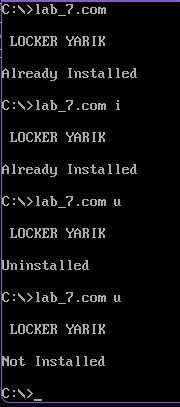 C:\>lab_7.com
LOCKER YARIK
Already Installed
C:\>lab_7.com i
LOCKER YARIK
Already Installed
C:\>lab_7.com u
LOCKER YARIK
Uninstalled
C:\>lab_7.com u
LOCKER YARIK
Not Installed
C:\>_